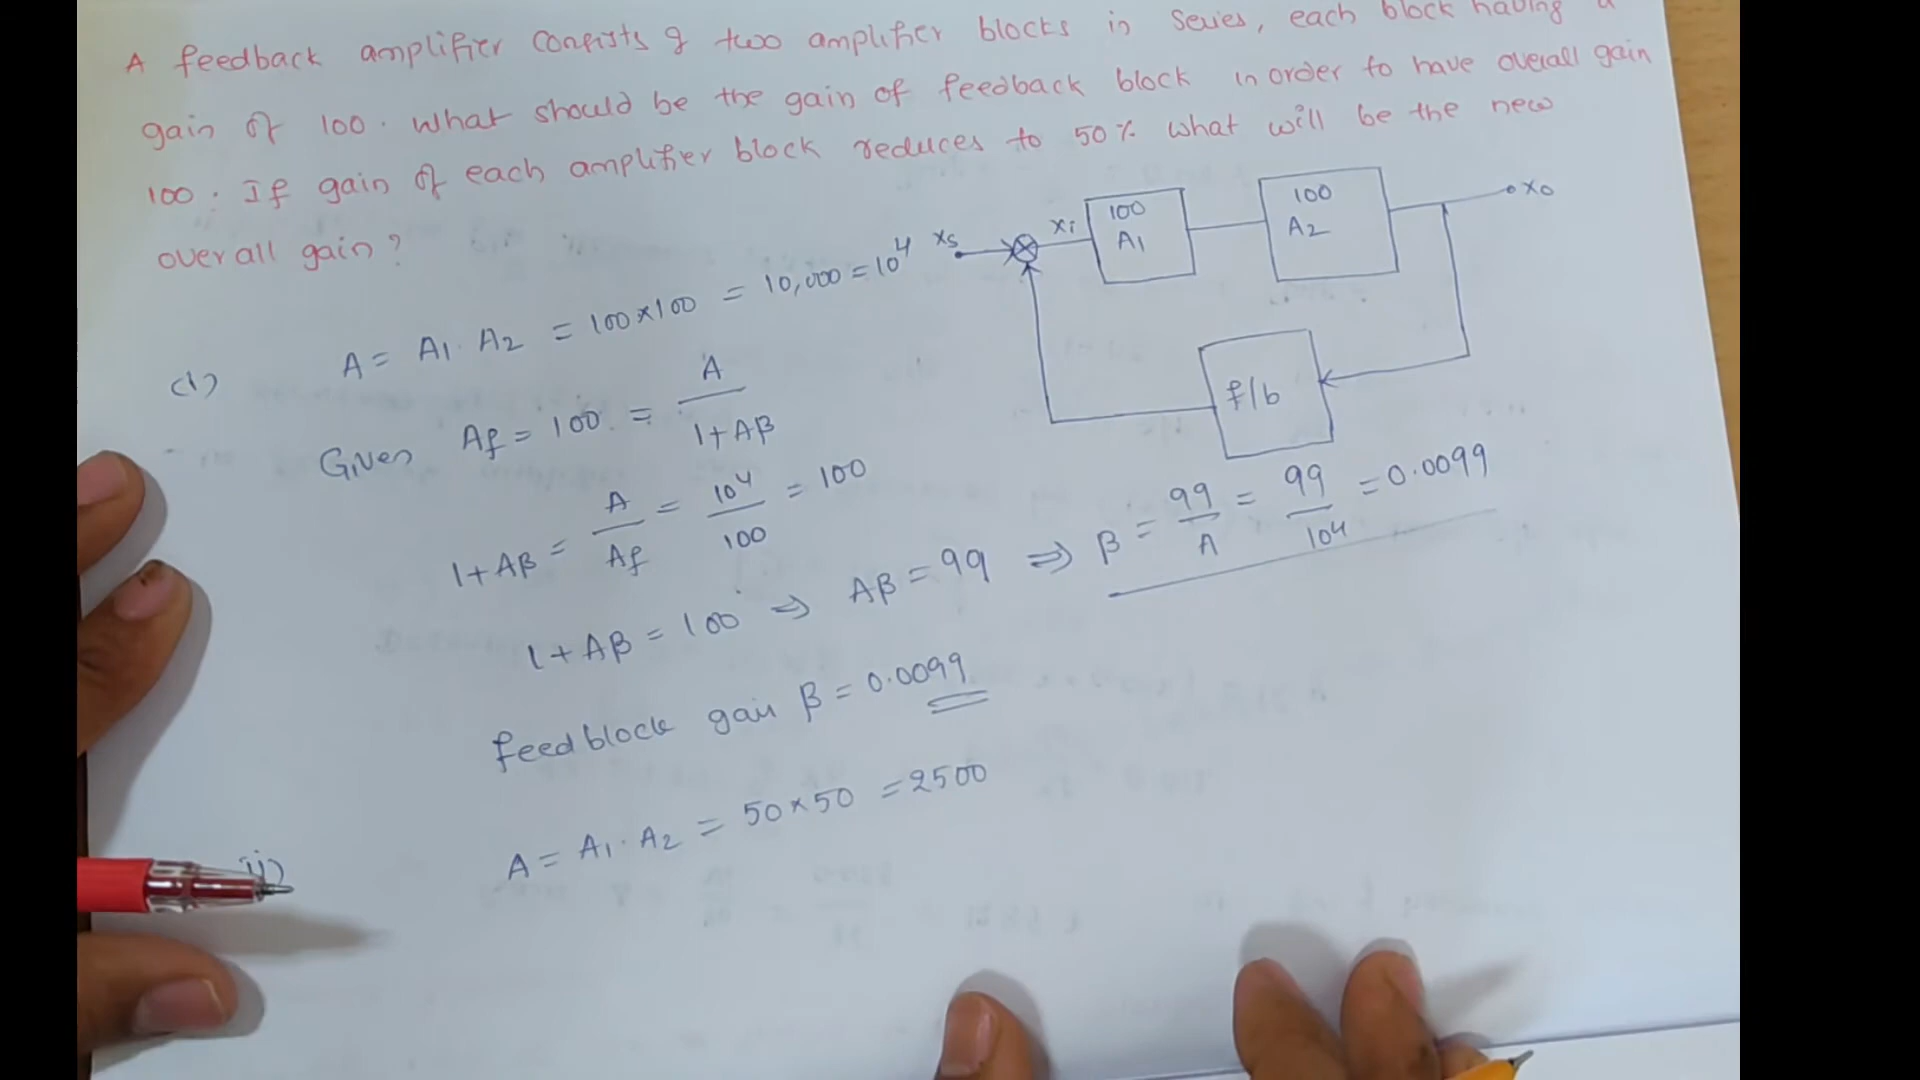 A feedback amplifier consists of two amplifier blocks in series, each block having a
gain of 100. What should be the gain of feedback block in order to have overall gain
100. If gain of each amplifier block reduces to 50% what will be the new
overall gain?
(1) A = A1 . A2 = 100 × 100 = 10,000 = 10^4
xs
xi
100
A1
100
A2
x0
f/b
Given Af = 100 = A / 1+Aβ
1+Aβ = A / Af = 10^4 / 100 = 100
1+Aβ = 100 ⇒ Aβ = 99 ⇒ β = 99 / A = 99 / 10^4 = 0.0099
feed block gain β = 0.0099
ii) A = A1 . A2 = 50 × 50 = 2500